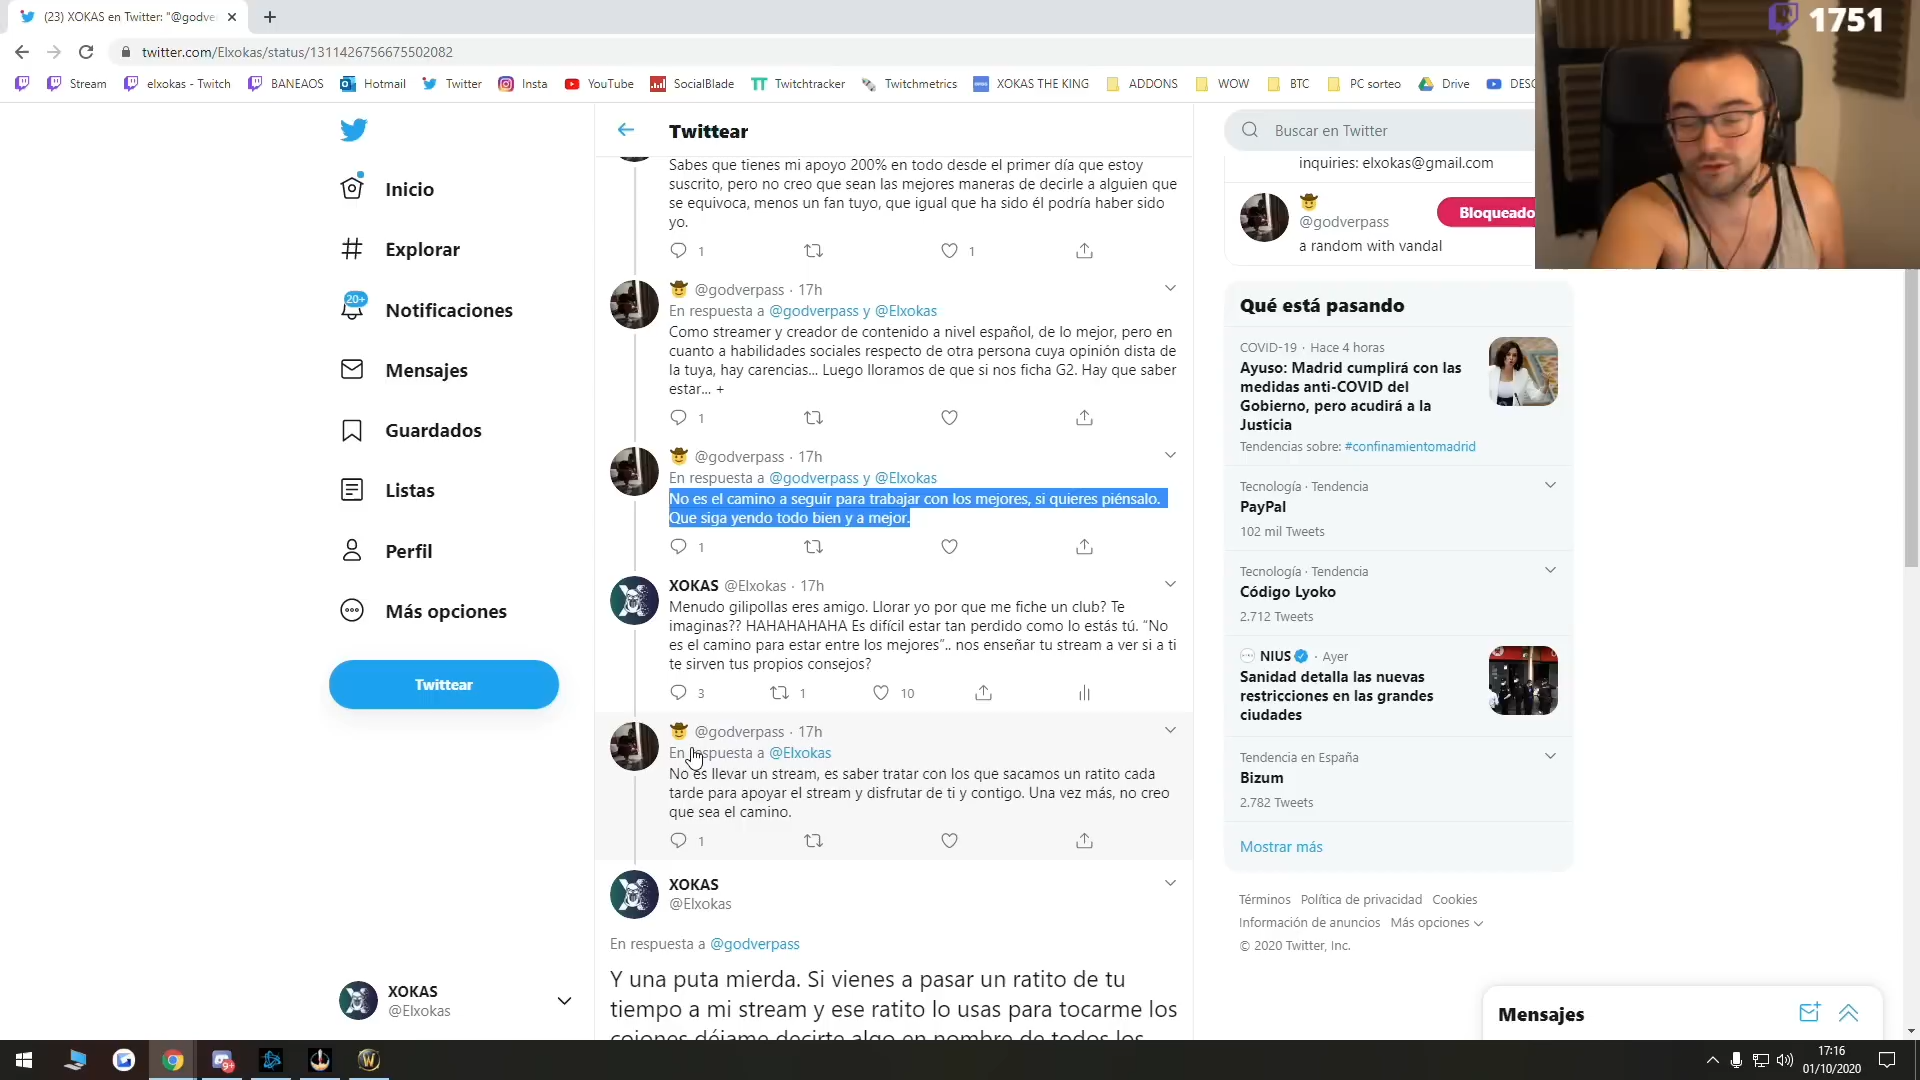 (23) XOKAS en Twitter: "@godve
1751
twitter.com/Elxokas/status/1311426756675502082
Stream
elxokas - Twitch
BANEAOS
Hotmail
Twitter
Insta
YouTube
SocialBlade
Twitchtracker
Twitchmetrics
XOKAS THE KING
ADDONS
WOW
BTC
PC sorteo
Drive
DESC
Inicio
Explorar
20+
Notificaciones
Mensajes
Guardados
Listas
Perfil
Más opciones
Twittear
XOKAS
@Elxokas
Twittear
Sabes que tienes mi apoyo 200% en todo desde el primer día que estoy
suscrito, pero no creo que sean las mejores maneras de decirle a alguien que
se equivoca, menos un fan tuyo, que igual que ha sido él podría haber sido
yo.
1
1
@godverpass · 17h
En respuesta a @godverpass y @Elxokas
Como streamer y creador de contenido a nivel español, de lo mejor, pero en
cuanto a habilidades sociales respecto de otra persona cuya opinión dista de
la tuya, hay carencias... Luego lloramos de que si nos ficha G2. Hay que saber
estar... +
1
@godverpass · 17h
En respuesta a @godverpass y @Elxokas
No es el camino a seguir para trabajar con los mejores, si quieres piénsalo.
Que siga yendo todo bien y a mejor.
1
XOKAS @Elxokas · 17h
Menudo gilipollas eres amigo. Llorar yo por que me fiche un club? Te
imaginas?? HAHAHAHAHA Es difícil estar tan perdido como lo estás tú. “No
es el camino para estar entre los mejores”.. nos enseñar tu stream a ver si a ti
te sirven tus propios consejos?
3
1
10
@godverpass · 17h
En respuesta a @Elxokas
No es llevar un stream, es saber tratar con los que sacamos un ratito cada
tarde para apoyar el stream y disfrutar de ti y contigo. Una vez más, no creo
que sea el camino.
1
XOKAS
@Elxokas
En respuesta a @godverpass
Y una puta mierda. Si vienes a pasar un ratito de tu
tiempo a mi stream y ese ratito lo usas para tocarme los
cojones déjame decirte algo en nombre de todos los
Buscar en Twitter
inquiries: elxokas@gmail.com
@godverpass
Bloqueado
a random with vandal
Qué está pasando
COVID-19 · Hace 4 horas
Ayuso: Madrid cumplirá con las
medidas anti-COVID del
Gobierno, pero acudirá a la
Justicia
Tendencias sobre: #confinamientomadrid
Tecnología · Tendencia
PayPal
102 mil Tweets
Tecnología · Tendencia
Código Lyoko
2.712 Tweets
NIUS · Ayer
Sanidad detalla las nuevas
restricciones en las grandes
ciudades
Tendencia en España
Bizum
2.782 Tweets
Mostrar más
Términos Política de privacidad Cookies
Información de anuncios Más opciones
© 2020 Twitter, Inc.
Mensajes
9+
17:16
01/10/2020